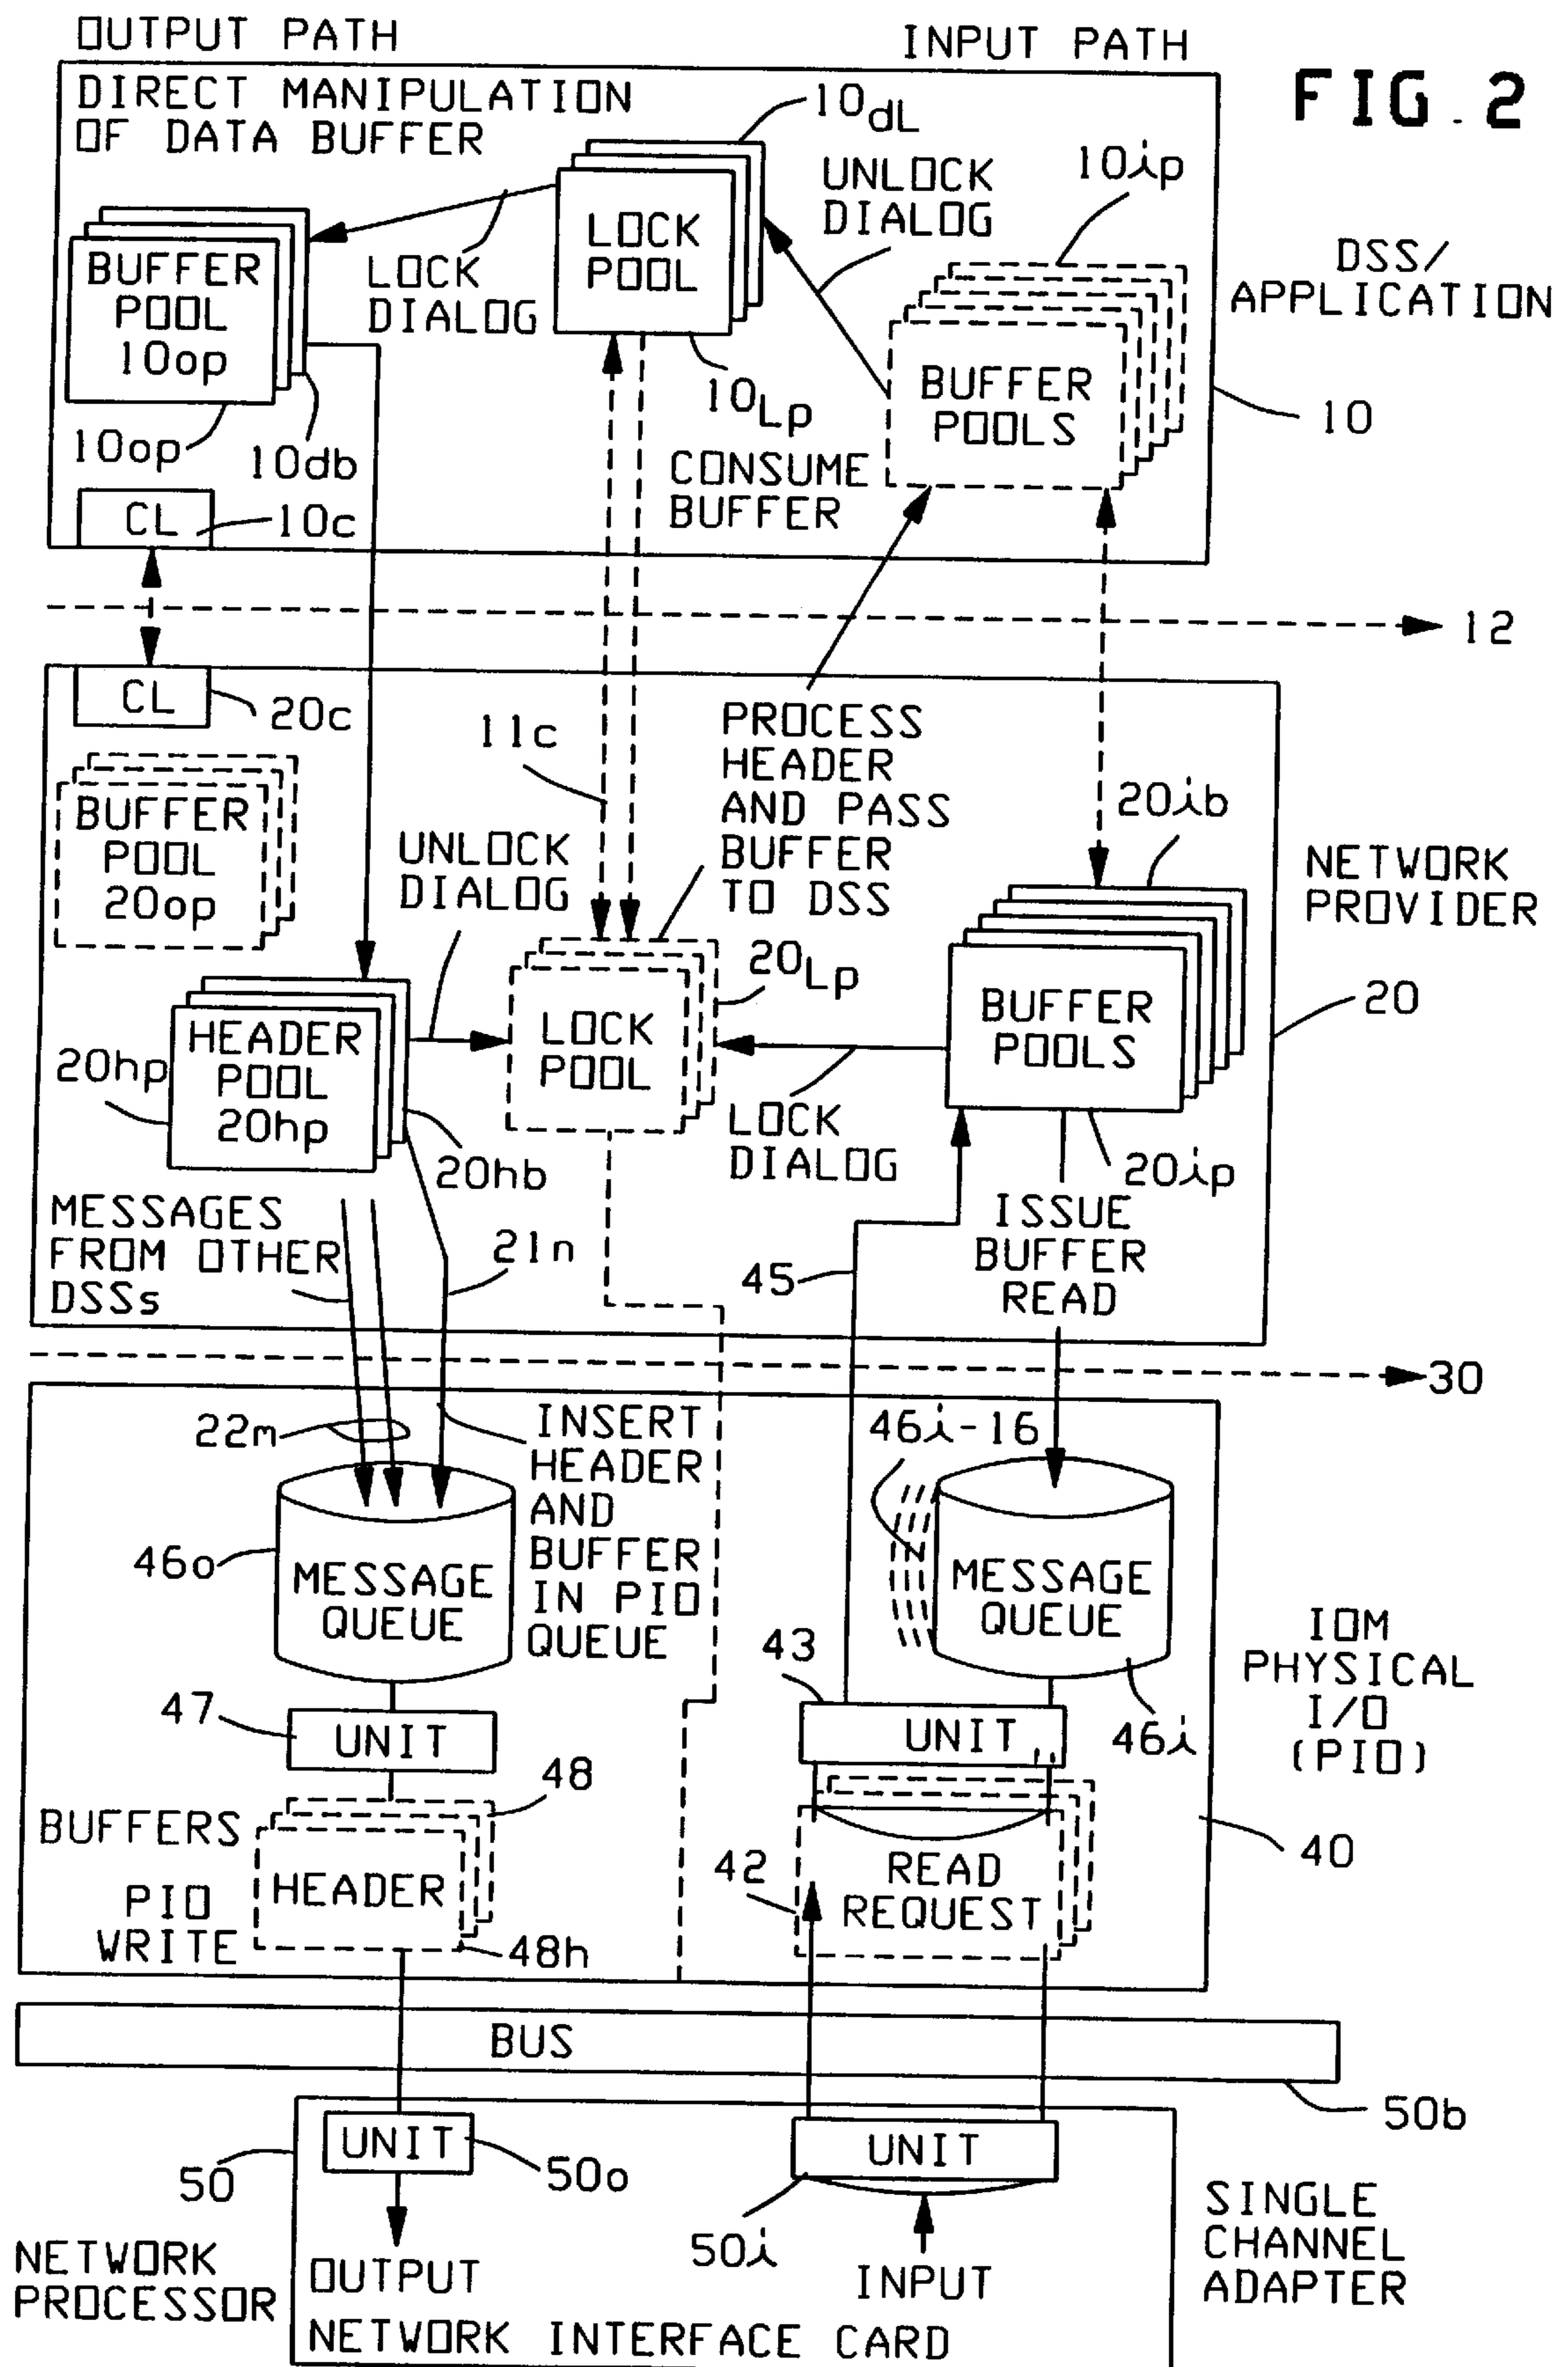 OUTPUT PATH
INPUT PATH
FIG. 2
DIRECT MANIPULATION
OF DATA BUFFER
10dL
UNLOCK
DIALOG
10ip
LOCK
POOL
LOCK
DIALOG
BUFFER
POOL
10op
DSS/
APPLICATION
BUFFER
POOLS
10
10Lp
10op
10db
CONSUME
BUFFER
CL
10c
12
CL
20c
11c
PROCESS
HEADER
AND PASS
BUFFER
TO DSS
20ib
BUFFER
POOL
20op
UNLOCK
DIALOG
NETWORK
PROVIDER
20Lp
20
BUFFER
POOLS
LOCK
POOL
HEADER
POOL
20hp
20hp
LOCK
DIALOG
20hb
20ip
MESSAGES
FROM OTHER
DSSs
21n
45
ISSUE
BUFFER
READ
30
22m
INSERT
HEADER
AND
BUFFER
IN PIO
QUEUE
46i-16
46o
MESSAGE
QUEUE
MESSAGE
QUEUE
43
IOM
PHYSICAL
I/O
(PIO)
47
UNIT
UNIT
46i
48
BUFFERS
HEADER
PIO
WRITE
48h
42
READ
REQUEST
40
BUS
50b
UNIT
50o
50
UNIT
50i
SINGLE
CHANNEL
ADAPTER
NETWORK
PROCESSOR
OUTPUT
INPUT
NETWORK INTERFACE CARD